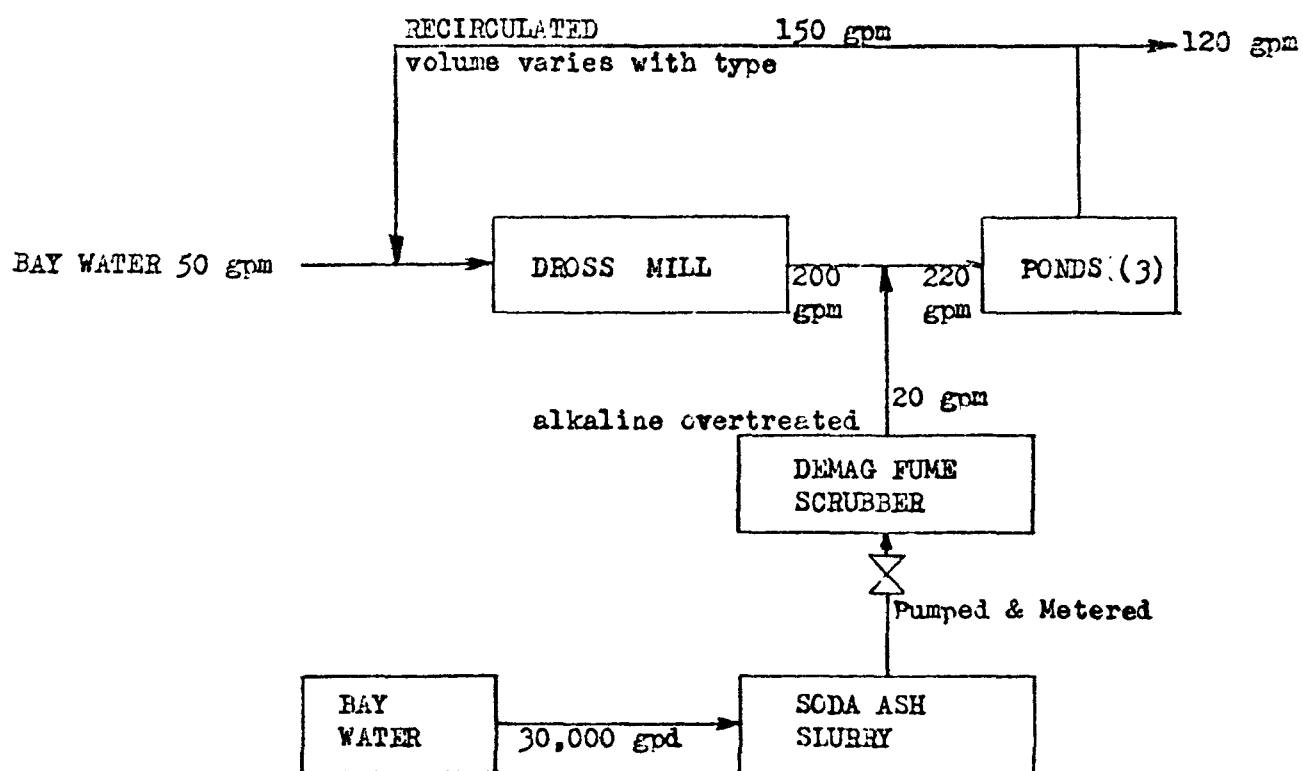 RECIRCULATED 150 gpm
volume varies with type
120 gpm
BAY WATER 50 gpm
DROSS MILL
200
gpm
220
gpm
PONDS (3)
20 gpm
alkaline overtreated
DEMAG FUME
SCRUBBER
Pumped & Metered
BAY
WATER
30,000 gpd
SODA ASH
SLURRY